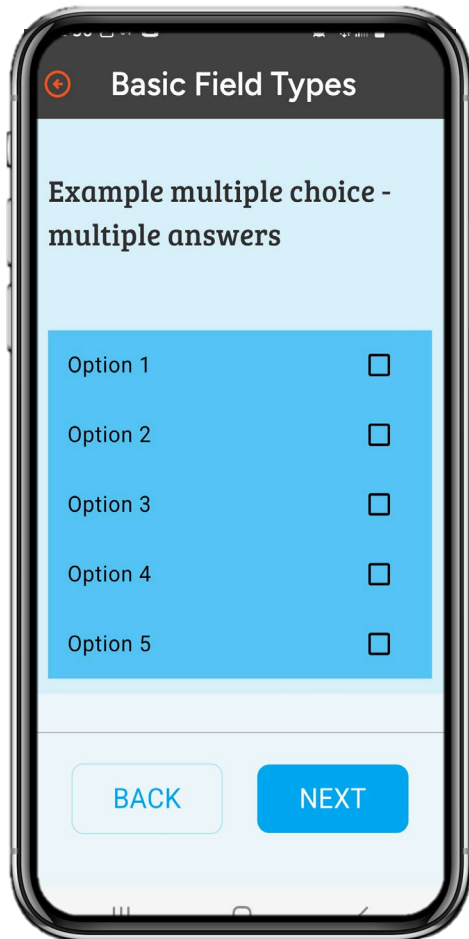 Basic Field Types
Example multiple choice -
multiple answers
Option 1
Option 2
Option 3
Option 4
Option 5
BACK
NEXT